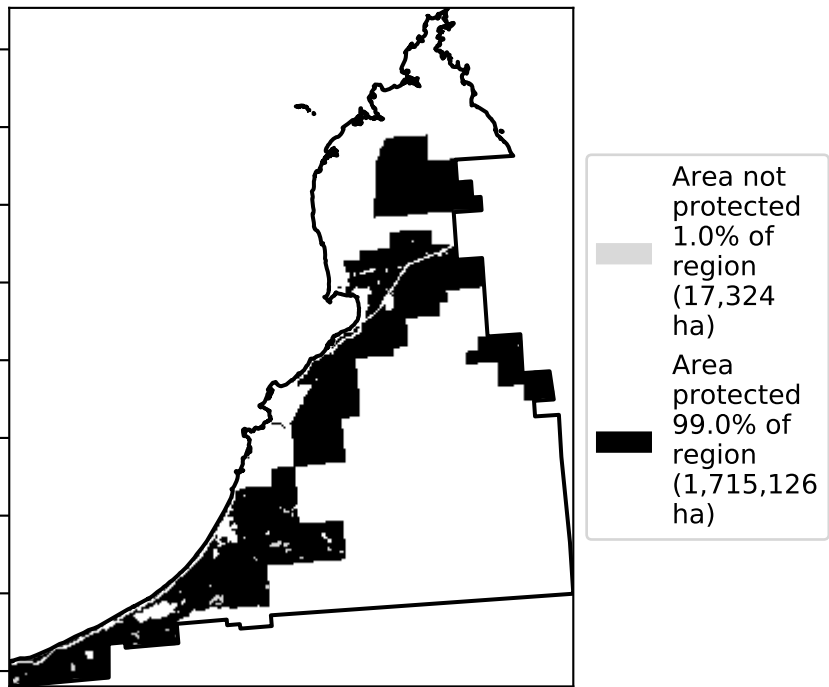 Area not
protected
1.0% of
region
(17,324
ha)
Area
protected
99.0% of
region
(1,715,126
ha)